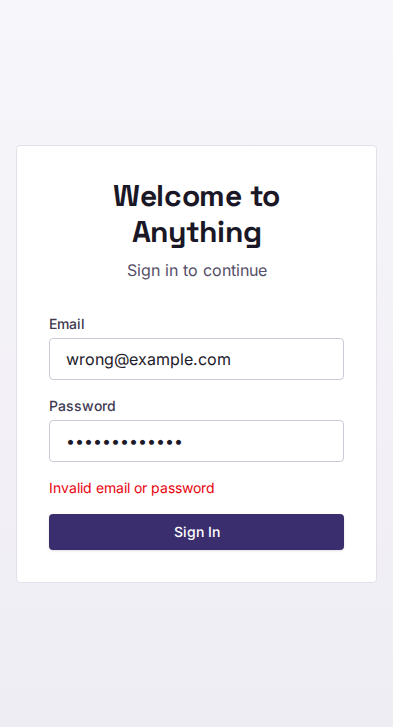 Welcome to
Anything
Sign in to continue
Email
wrong@example.com
Password
•••••••••••••
Invalid email or password
Sign In